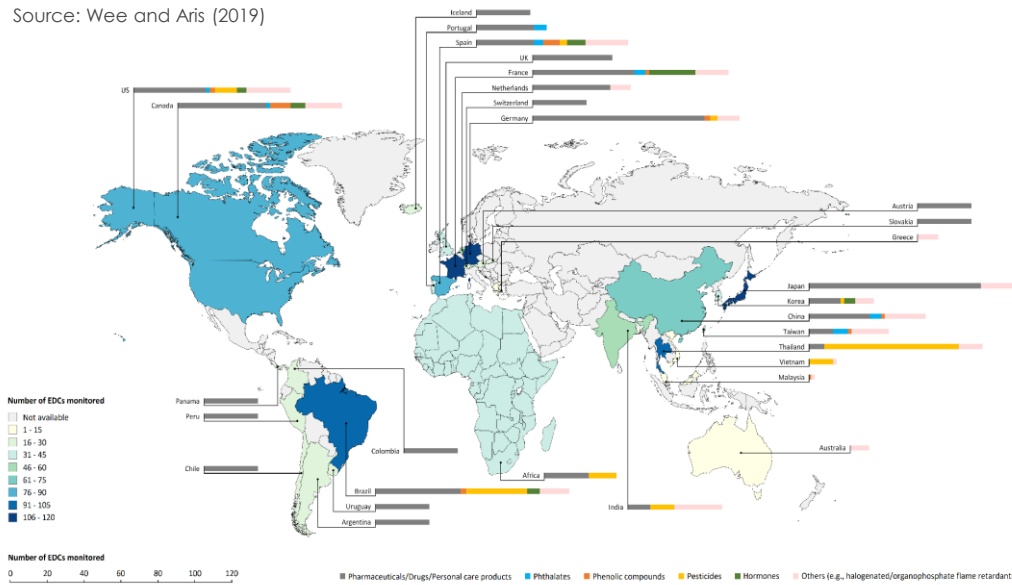 Source: Wee and Aris (2019)
Iceland
Portugal
Spain
UK
France
Netherlands
Switzerland
Germany
US
Canada
Austria
Slovakia
Greece
Japan
Korea
China
Taiwan
Thailand
Vietnam
Malaysia
Panama
Peru
Chile
Colombia
Australia
Africa
Brazil
India
Uruguay
Argentina
Number of EDCs monitored
Not available
1 - 15
16 - 30
31 - 45
46 - 60
61 - 75
76 - 90
91 - 105
106 - 120
Number of EDCs monitored
0 20 40 60 80 100 120
Pharmaceuticals/Drugs/Personal care products Phthalates Phenolic compounds Pesticides Hormones Others (e.g., halogenated/organophosphate flame retardant